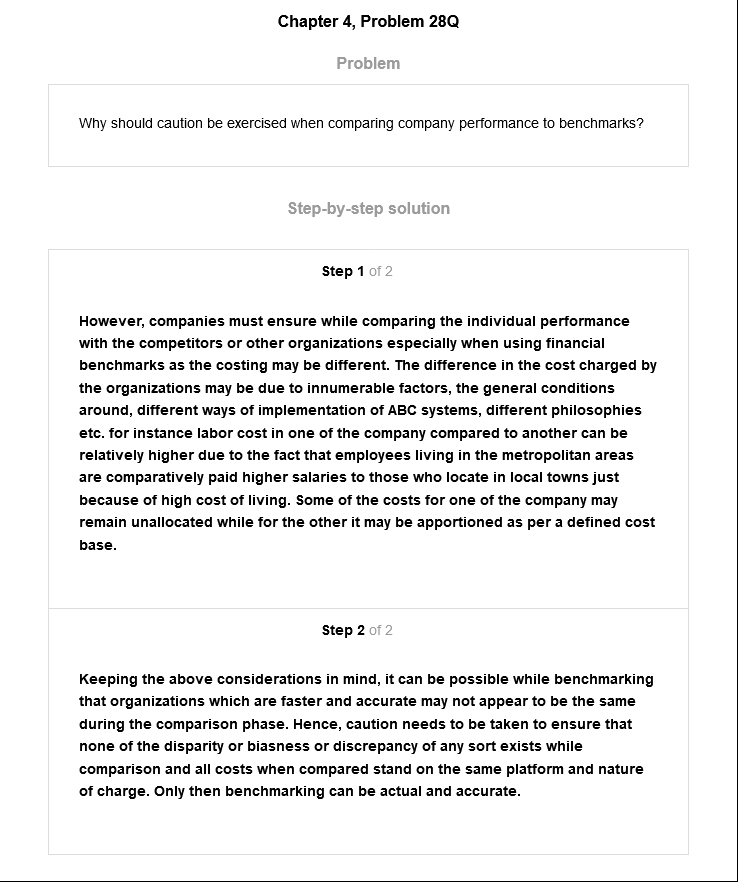 Chapter 4, Problem 28Q
Problem
Why should caution be exercised when comparing company performance to benchmarks?
Step-by-step solution
Step 1 of 2
However, companies must ensure while comparing the individual performance
with the competitors or other organizations especially when using financial
benchmarks as the costing may be different. The difference in the cost charged by
the organizations may be due to innumerable factors, the general conditions
around, different ways of implementation of ABC systems, different philosophies
etc. for instance labor cost in one of the company compared to another can be
relatively higher due to the fact that employees living in the metropolitan areas
are comparatively paid higher salaries to those who locate in local towns just
because of high cost of living. Some of the costs for one of the company may
remain unallocated while for the other it may be apportioned as per a defined cost
base.
Step 2 of 2
Keeping the above considerations in mind, it can be possible while benchmarking
that organizations which are faster and accurate may not appear to be the same
during the comparison phase. Hence, caution needs to be taken to ensure that
none of the disparity or biasness or discrepancy of any sort exists while
comparison and all costs when compared stand on the same platform and nature
of charge. Only then benchmarking can be actual and accurate.